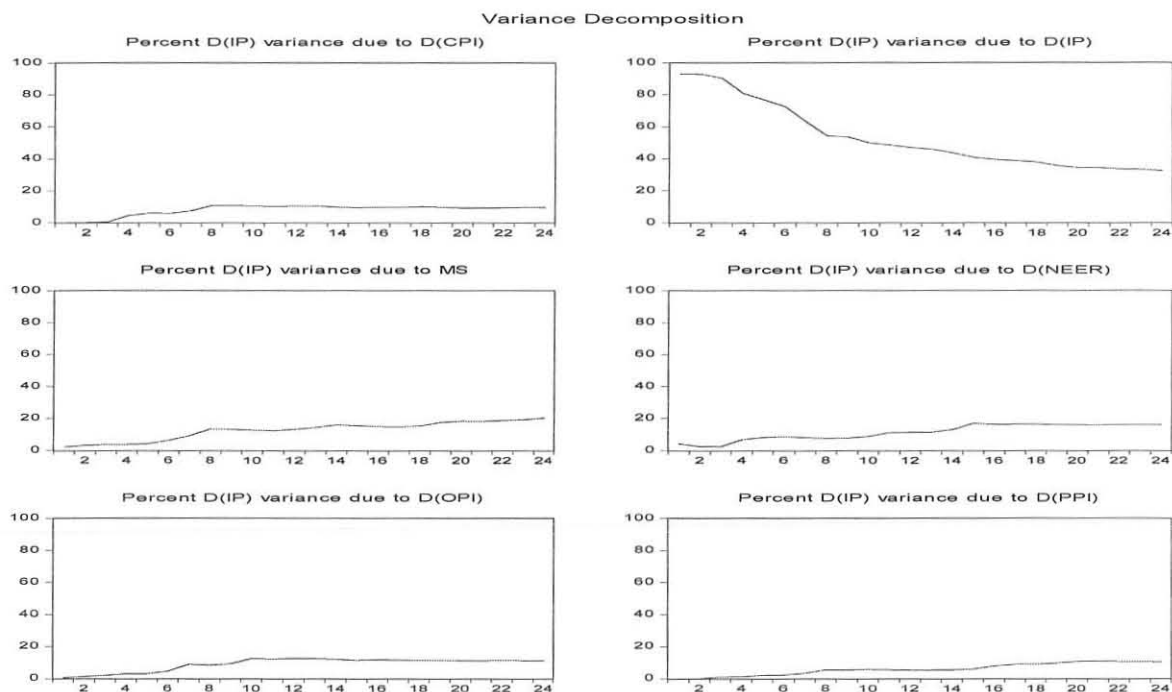 Variance Decomposition
Percent D(IP) variance due to D(CPI)
100
80
60
40
20
0
2 4 6 8 10 12 14 16 18 20 22 24
Percent D(IP) variance due to D(IP)
100
80
60
40
20
0
2 4 6 8 10 12 14 16 18 20 22 24
Percent D(IP) variance due to MS
100
80
60
40
20
0
2 4 6 8 10 12 14 16 18 20 22 24
Percent D(IP) variance due to D(NEER)
100
80
60
40
20
0
2 4 6 8 10 12 14 16 18 20 22 24
Percent D(IP) variance due to D(OPI)
100
80
60
40
20
0
2 4 6 8 10 12 14 16 18 20 22 24
Percent D(IP) variance due to D(PPI)
100
80
60
40
20
0
2 4 6 8 10 12 14 16 18 20 22 24